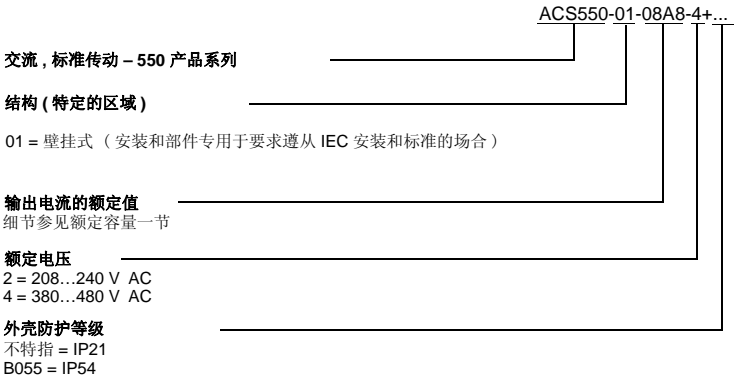 ACS550-01-08A8-4+...
交流 , 标准传动 – 550 产品系列
结构 ( 特定的区域 )
01 = 壁挂式 （ 安装和部件专用于要求遵从 IEC 安装和标准的场合 ）
输出电流的额定值
细节参见额定容量一节
额定电压
2 = 208…240 V AC
4 = 380…480 V AC
外壳防护等级
不特指 = IP21
B055 = IP54